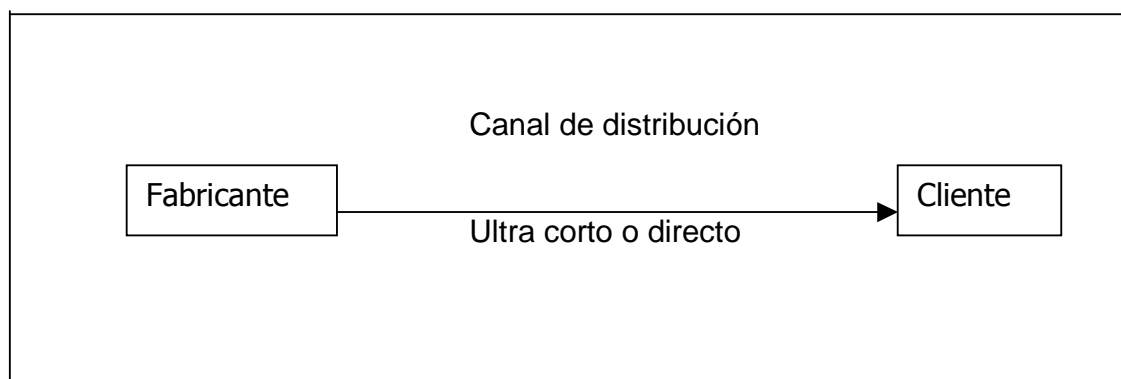 Canal de distribución
Fabricante
Cliente
Ultra corto o directo